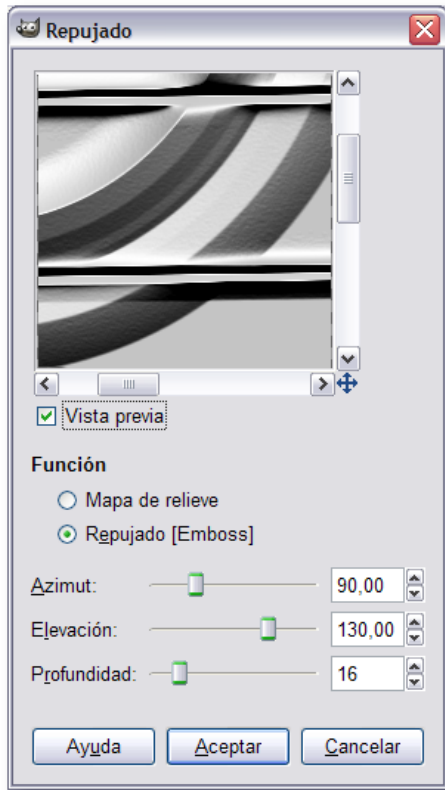 Repujado
Vista previa
Función
Mapa de relieve
Repujado [Emboss]
Azimut: 90,00
Elevación: 130,00
Profundidad: 16
Ayuda Aceptar Cancelar